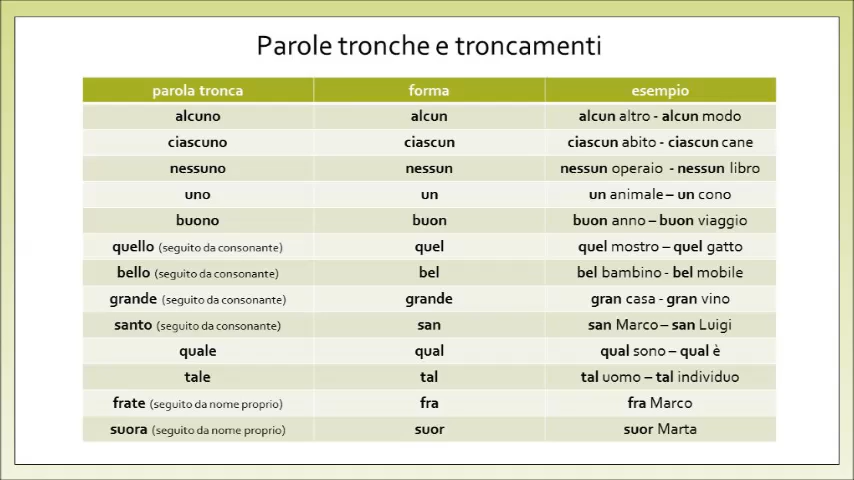 Parole tronche e troncamenti
parola tronca forma esempio
alcuno alcun alcun altro - alcun modo
ciascuno ciascun ciascun abito - ciascun cane
nessuno nessun nessun operaio - nessun libro
uno un un animale – un cono
buono buon buon anno – buon viaggio
quello (seguito da consonante) quel quel mostro – quel gatto
bello (seguito da consonante) bel bel bambino - bel mobile
grande (seguito da consonante) grande gran casa - gran vino
santo (seguito da consonante) san san Marco – san Luigi
quale qual qual sono – qual è
tale tal tal uomo – tal individuo
frate (seguito da nome proprio) fra fra Marco
suora (seguito da nome proprio) suor suor Marta